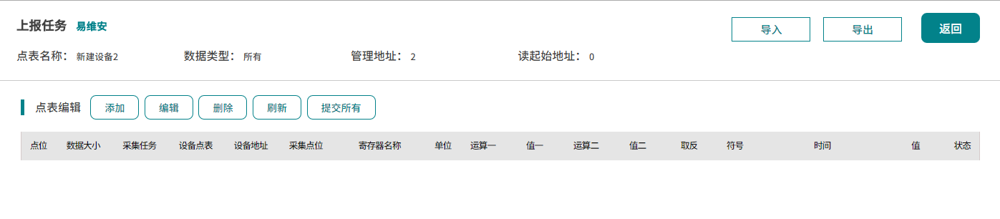 上报任务 易维安 导入 导出 返回
点表名称： 新建设备2 数据类型： 所有 管理地址： 2 读起始地址： 0
点表编辑 添加 编辑 删除 刷新 提交所有
点位 数据大小 采集任务 设备点表 设备地址 采集点位 寄存器名称 单位 运算一 值一 运算二 值二 取反 符号 时间 值 状态